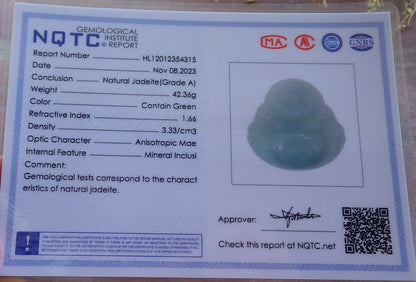 NQTC GEMOLOGICAL
INSTITUTE
REPORT
Report Number HL12012354315
Date Nov 08.2023
Conclusion Natural Jadeite(Grade A)
Weight 42.36g
Color Contain Green
Refractive Index 1.66
Density 3.33/cm3
Optic Character Anisotropic Mae
Internal Feature Mineral Inclusi
Comment:
Gemological tests correspond to the charact
eristics of natural jadeite.
MA
GNRS
Approver:
Check this report at NQTC.net